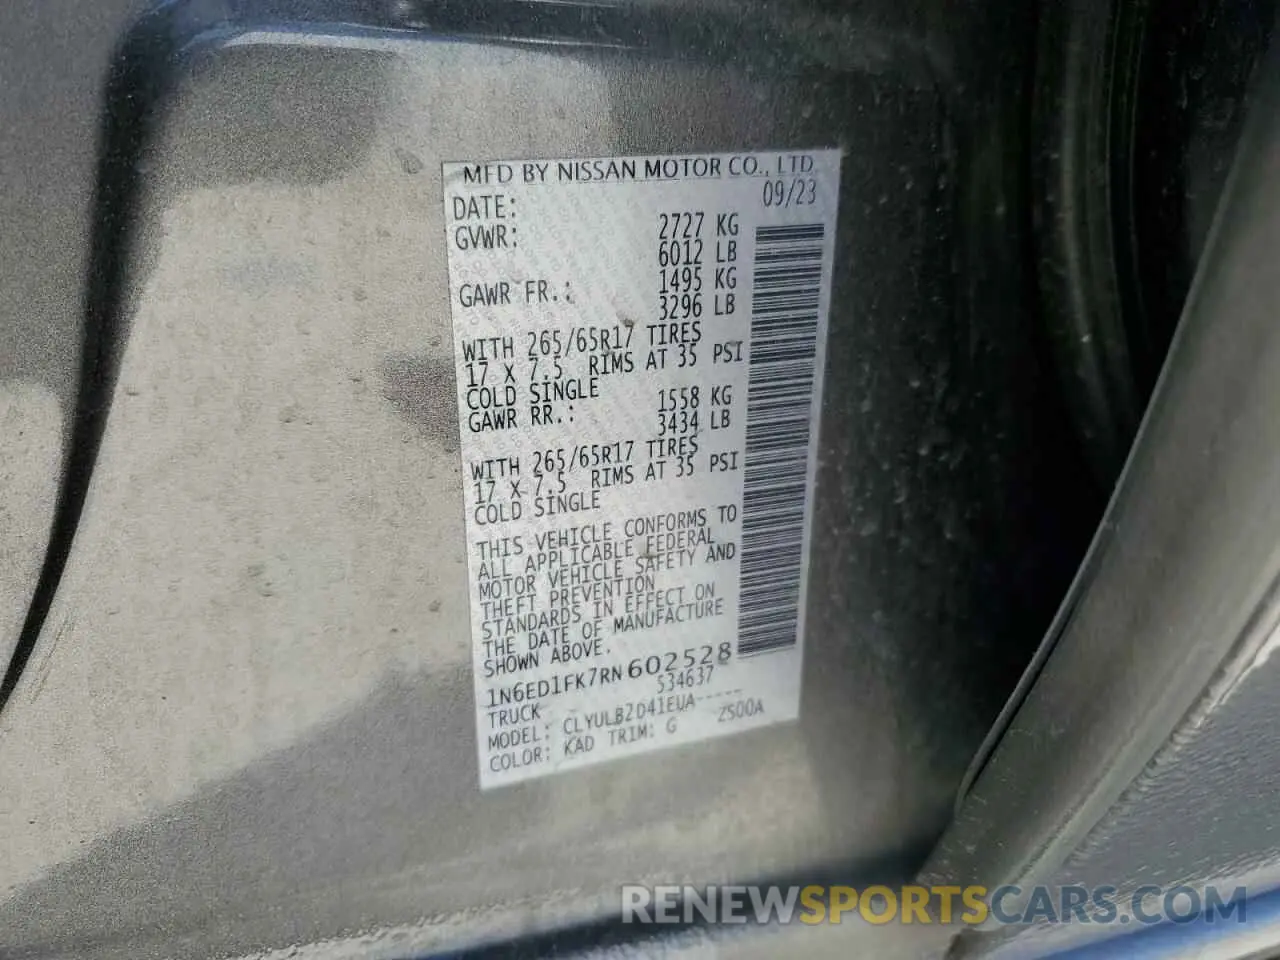 MFD BY NISSAN MOTOR CO., LTD.
DATE: 09/23
GVWR: 2727 KG
6012 LB
GAWR FR.: 1495 KG
3296 LB
WITH 265/65R17 TIRES
17 X 7.5 RIMS AT 35 PSI
COLD SINGLE
GAWR RR.: 1558 KG
3434 LB
WITH 265/65R17 TIRES
17 X 7.5 RIMS AT 35 PSI
COLD SINGLE
THIS VEHICLE CONFORMS TO
ALL APPLICABLE FEDERAL
MOTOR VEHICLE SAFETY AND
THEFT PREVENTION
STANDARDS IN EFFECT ON
THE DATE OF MANUFACTURE
SHOWN ABOVE.
1N6ED1FK7RN602528
TRUCK 534637
MODEL: CLYULB2D41EUA-----
COLOR: KAD TRIM: G ZS00A
RENEWSPORTSCARS.COM